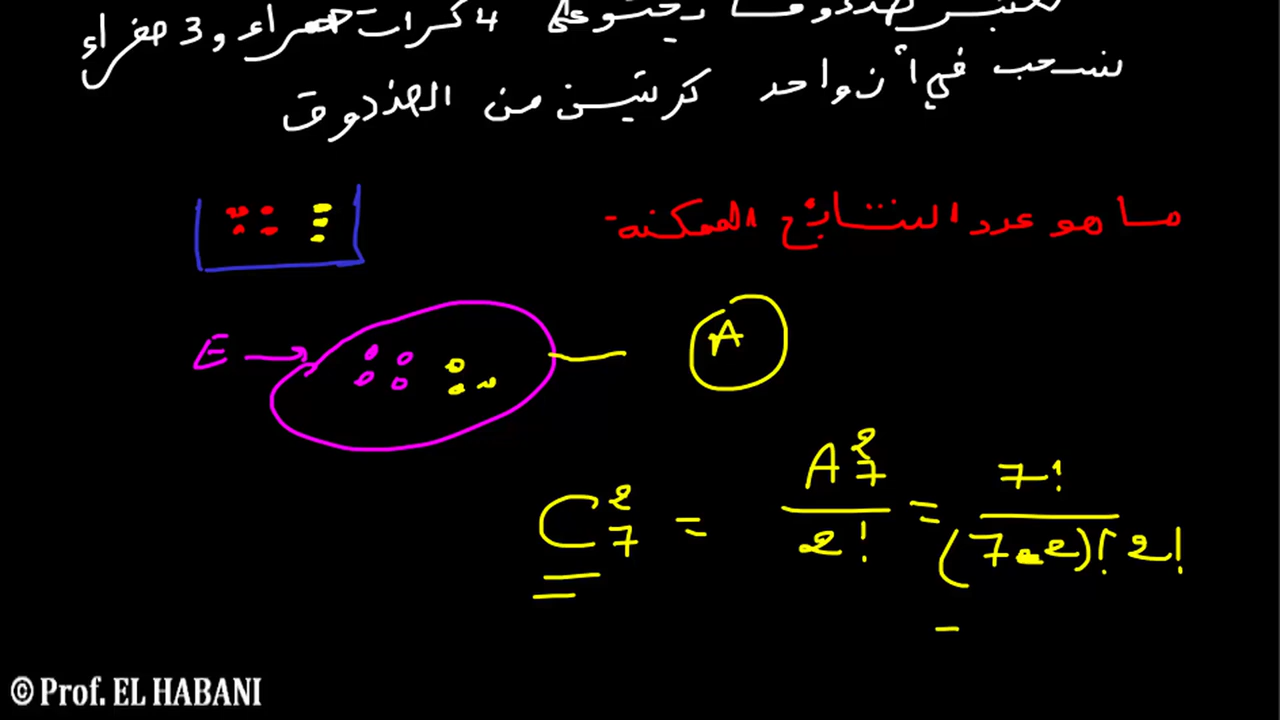 نعتبر صندوقا يحتوي على 4 كرات حمراء و 3 صفراء
نسحب في آن واحد كرتين من الصندوق
ما هو عدد النتائج الممكنة
E
A
C₇² = A₇² / 2! = 7! / (7-2)! 2!
=
© Prof. EL HABANI